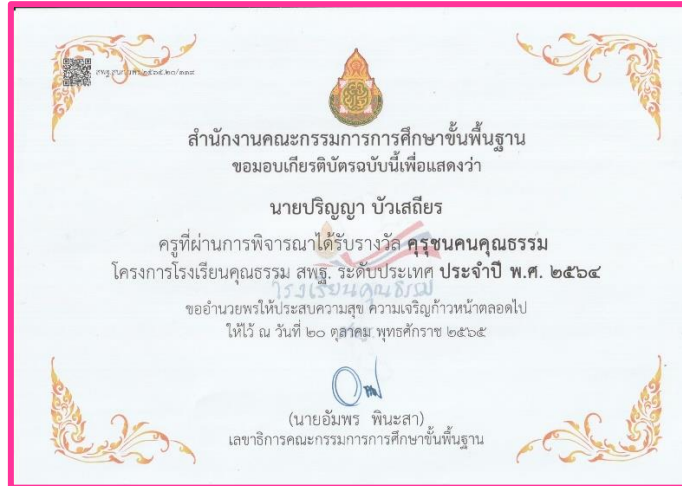 สำนักงานคณะกรรมการการศึกษาขั้นพื้นฐาน
ขอมอบเกียรติบัตรฉบับนี้เพื่อแสดงว่า
นายปริญญา บัวเสถียร
ครูที่ผ่านการพิจารณาได้รับรางวัล คุรุชนคนคุณธรรม
โครงการโรงเรียนคุณธรรม สพฐ. ระดับประเทศ ประจำปี พ.ศ. ๒๕๖๔
โรงเรียนคุณธรรม
ขออำนวยพรให้ประสบความสุข ความเจริญก้าวหน้าตลอดไป
ให้ไว้ ณ วันที่ ๒๐ ตุลาคม พุทธศักราช ๒๕๖๕
(นายอัมพร พินะสา)
เลขาธิการคณะกรรมการการศึกษาขั้นพื้นฐาน